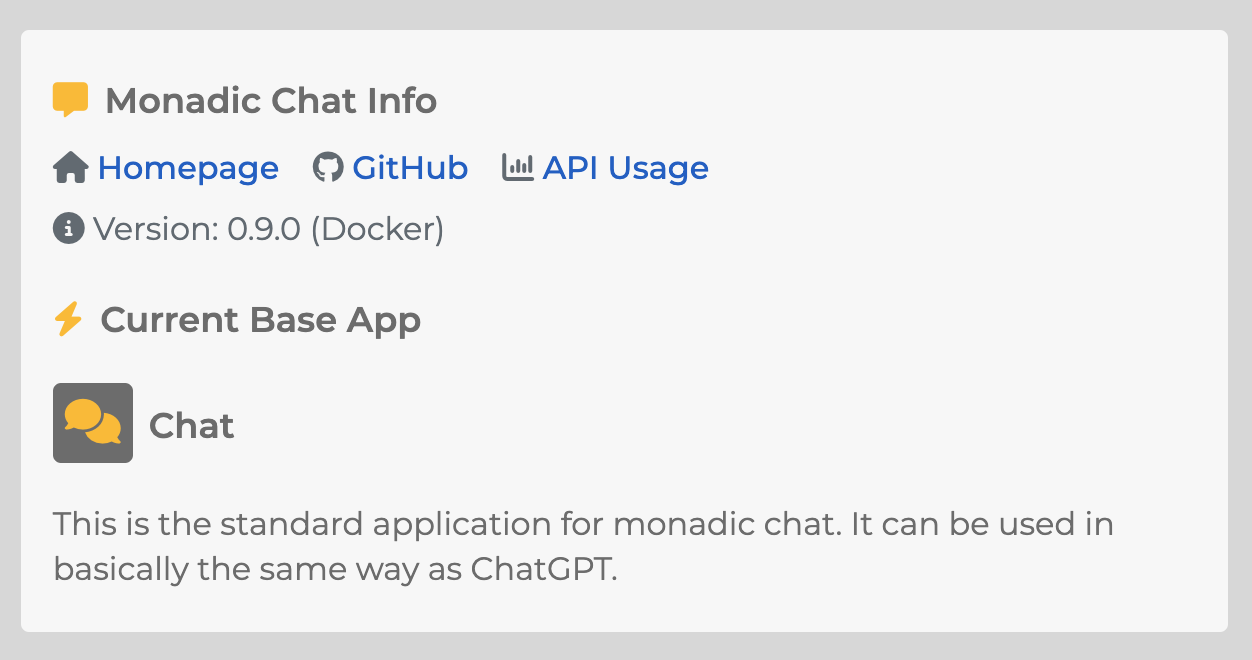 Monadic Chat Info
Homepage GitHub API Usage
Version: 0.9.0 (Docker)
Current Base App
Chat
This is the standard application for monadic chat. It can be used in
basically the same way as ChatGPT.